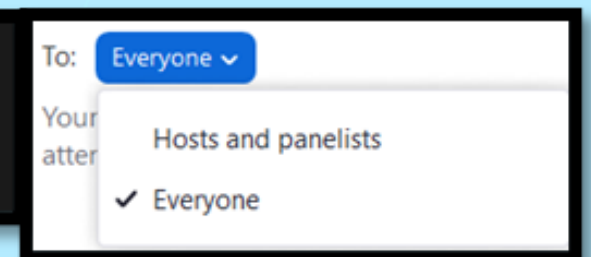 To: Everyone
Your
Hosts and panelists
atter
✓ Everyone